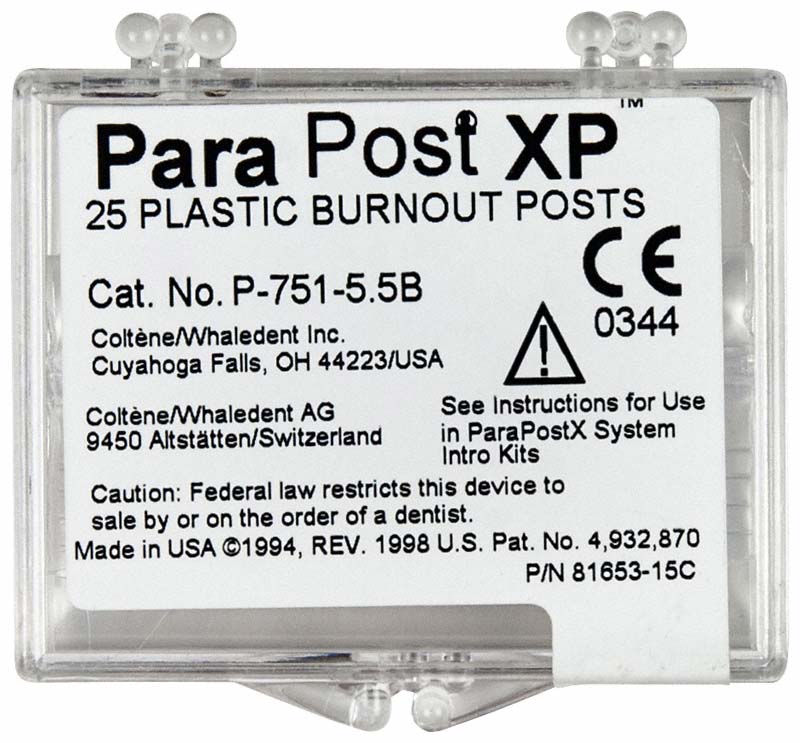 Para Post XP™
25 PLASTIC BURNOUT POSTS
Cat. No. P-751-5.5B
CE
0344
Coltène/Whaledent Inc.
Cuyahoga Falls, OH 44223/USA
Coltène/Whaledent AG
9450 Altstätten/Switzerland
See Instructions for Use
in ParaPostX System
Intro Kits
Caution: Federal law restricts this device to
sale by or on the order of a dentist.
Made in USA ©1994, REV. 1998 U.S. Pat. No. 4,932,870
P/N 81653-15C